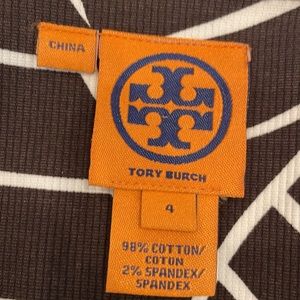 CHINA
TORY BURCH
4
98% COTTON/
COTON
2% SPANDEX/
SPANDEX